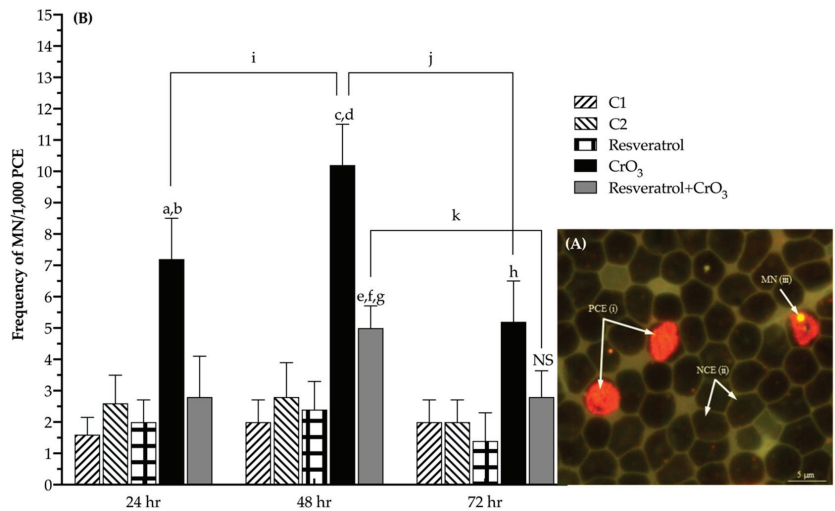 (B)
15
14
13
12
11
10
9
8
7
6
5
4
3
2
1
0
Frequency of MN/1,000 PCE
i
j
c,d
a,b
k
h
e,f,g
NS
24 hr
48 hr
72 hr
C1
C2
Resveratrol
CrO₃
Resveratrol+CrO₃
(A)
MN (iii)
PCE (i)
NCE (ii)
5 µm